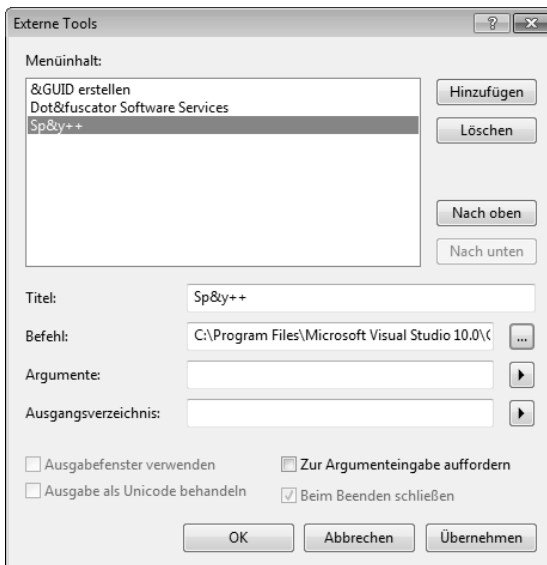 Externe Tools
Menüinhalt:
&GUID erstellen
Dot&fuscator Software Services
Sp&y++
Hinzufügen
Löschen
Nach oben
Nach unten
Titel: Sp&y++
Befehl: C:\Program Files\Microsoft Visual Studio 10.0\C ...
Argumente:
Ausgangsverzeichnis:
Ausgabefenster verwenden
Zur Argumenteingabe auffordern
Ausgabe als Unicode behandeln
Beim Beenden schließen
OK Abbrechen Übernehmen